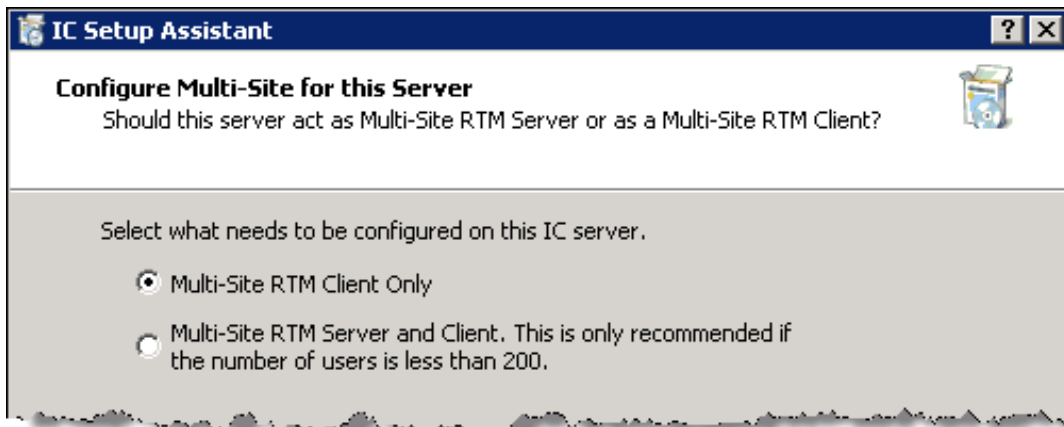 IC Setup Assistant
Configure Multi-Site for this Server
Should this server act as Multi-Site RTM Server or as a Multi-Site RTM Client?
Select what needs to be configured on this IC server.
Multi-Site RTM Client Only
Multi-Site RTM Server and Client. This is only recommended if
the number of users is less than 200.